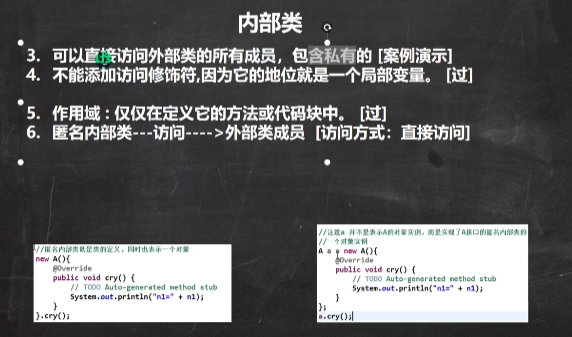 内部类
3. 可以直接访问外部类的所有成员，包含私有的 [案例演示]
4. 不能添加访问修饰符,因为它的地位就是一个局部变量。 [过]
5. 作用域 : 仅仅在定义它的方法或代码块中。 [过]
6. 匿名内部类---访问---->外部类成员 [访问方式：直接访问]
//匿名内部类既是类的定义，同时也表示一个对象
new A(){
@Override
public void cry() {
// TODO Auto-generated method stub
System.out.println("n1=" + n1);
}
}.cry();
//注意a 并不是表示A的对象实例，而是实现了A接口的匿名内部类的
//一个对象实例
A a = new A(){
@Override
public void cry() {
// TODO Auto-generated method stub
System.out.println("n1=" + n1);
}
};
a.cry();